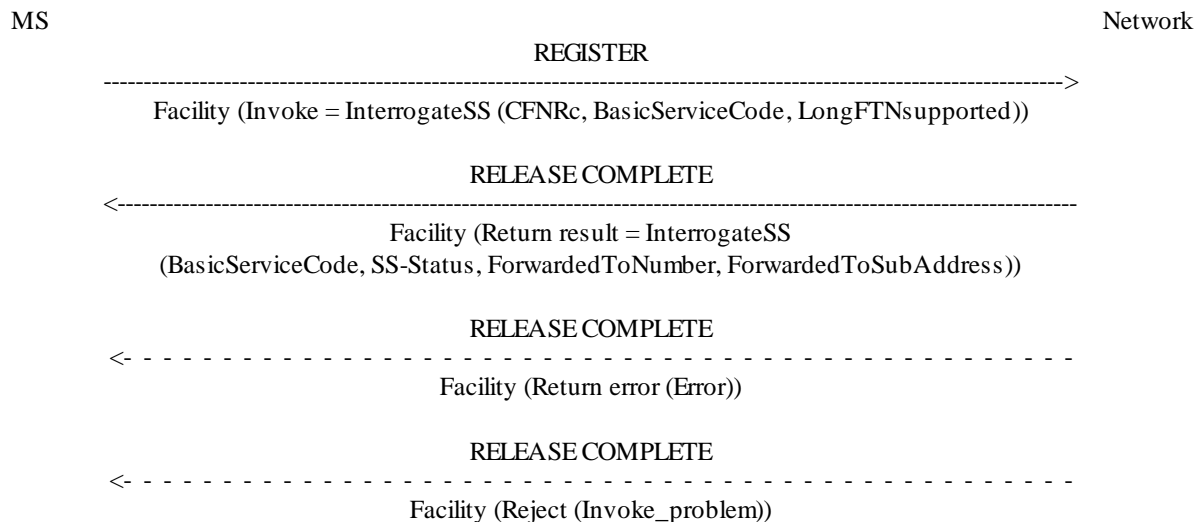 MS Network
REGISTER
Facility (Invoke = InterrogateSS (CFNRc, BasicServiceCode, LongFTNsupported))
RELEASE COMPLETE
Facility (Return result = InterrogateSS
(BasicServiceCode, SS-Status, ForwardedToNumber, ForwardedToSubAddress))
RELEASE COMPLETE
Facility (Return error (Error))
RELEASE COMPLETE
Facility (Reject (Invoke_problem))